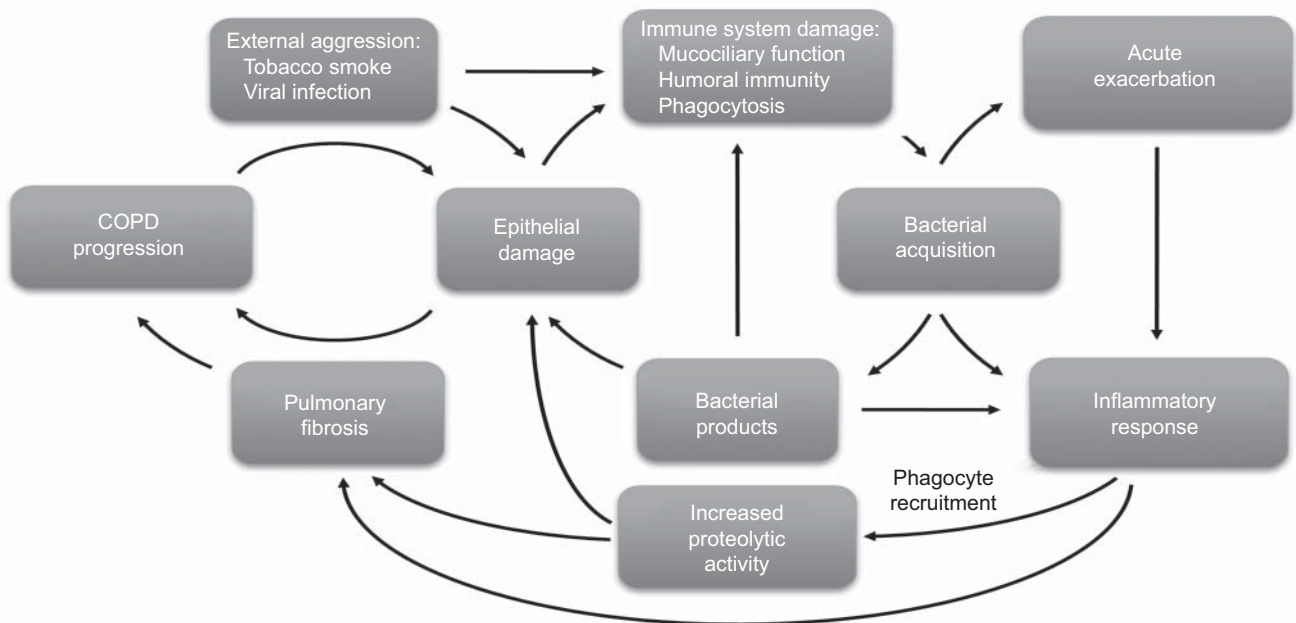 External aggression:
Tobacco smoke
Viral infection
Immune system damage:
Mucociliary function
Humoral immunity
Phagocytosis
Acute
exacerbation
COPD
progression
Epithelial
damage
Bacterial
acquisition
Pulmonary
fibrosis
Bacterial
products
Inflammatory
response
Phagocyte
recruitment
Increased
proteolytic
activity